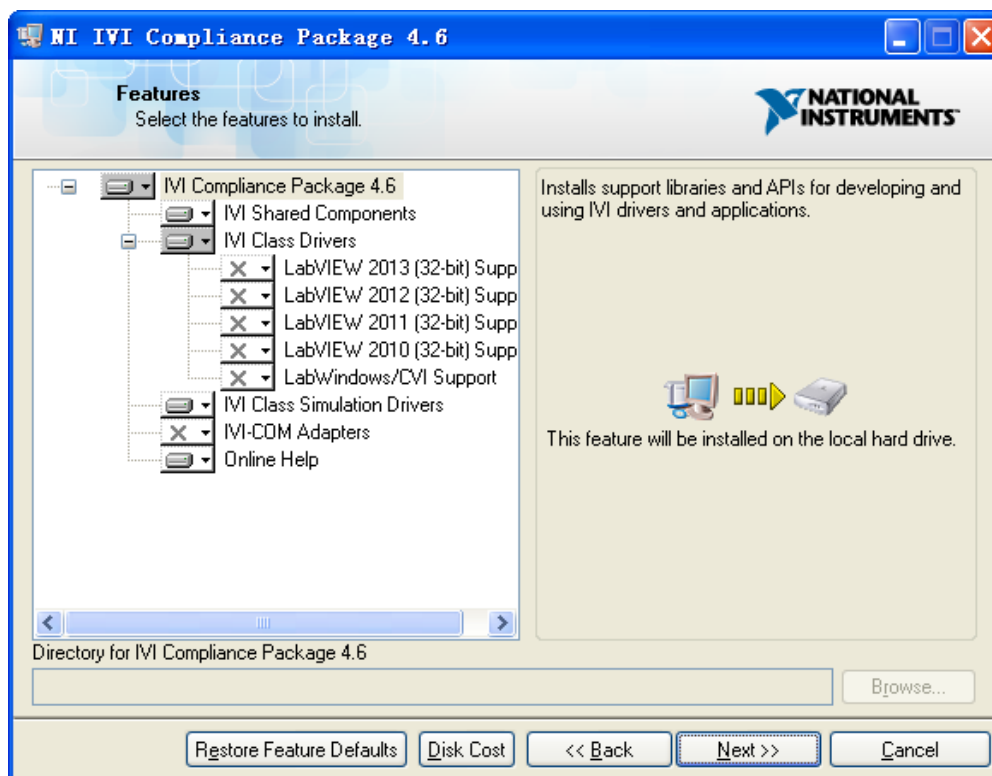 NI IVI Compliance Package 4.6
Features
Select the features to install.
NATIONAL
INSTRUMENTS™
IVI Compliance Package 4.6
IVI Shared Components
IVI Class Drivers
LabVIEW 2013 (32-bit) Supp
LabVIEW 2012 (32-bit) Supp
LabVIEW 2011 (32-bit) Supp
LabVIEW 2010 (32-bit) Supp
LabWindows/CVI Support
IVI Class Simulation Drivers
IVI-COM Adapters
Online Help
Installs support libraries and APIs for developing and
using IVI drivers and applications.
This feature will be installed on the local hard drive.
Directory for IVI Compliance Package 4.6
Browse...
Restore Feature Defaults
Disk Cost
<< Back
Next >>
Cancel